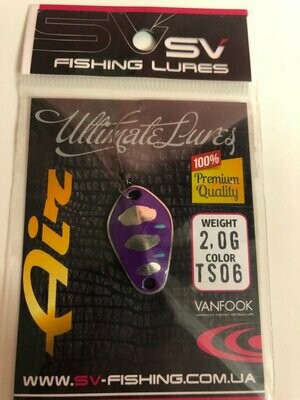 SV SV
FISHING LURES
Ultimate Lures
100%
Premium
Quality
Air
WEIGHT
2,0G
COLOR
TS06
VANFOOK
WWW.SV-FISHING.COM.UA